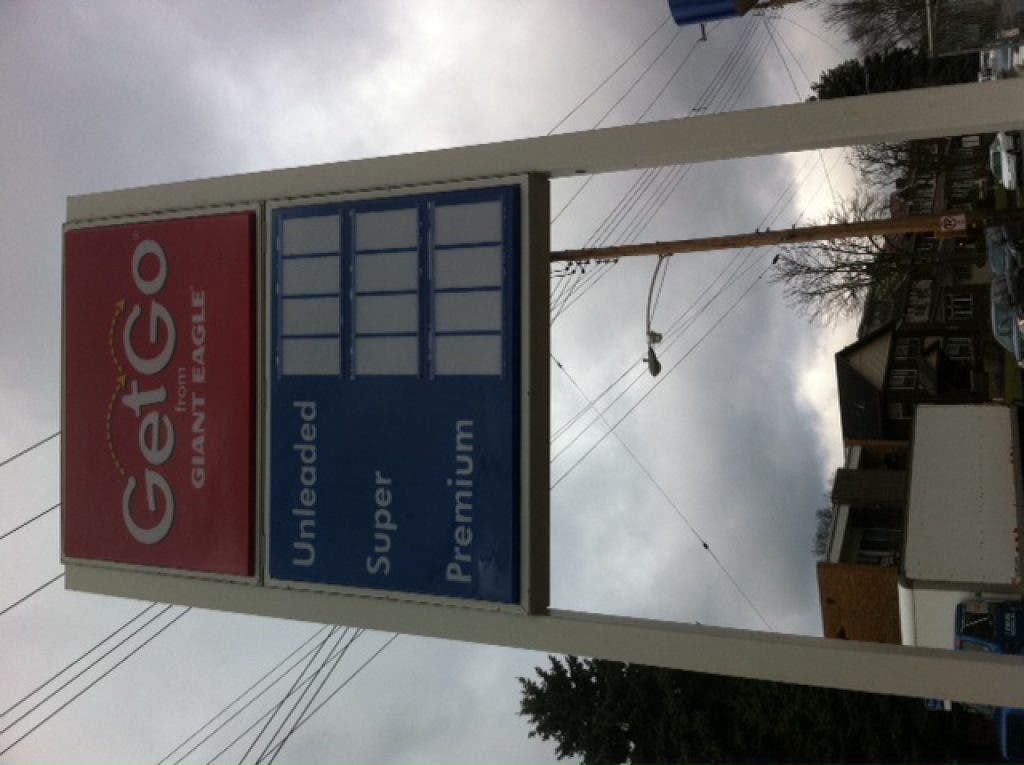 GetGo
from
GIANT EAGLE
Unleaded
Super
Premium